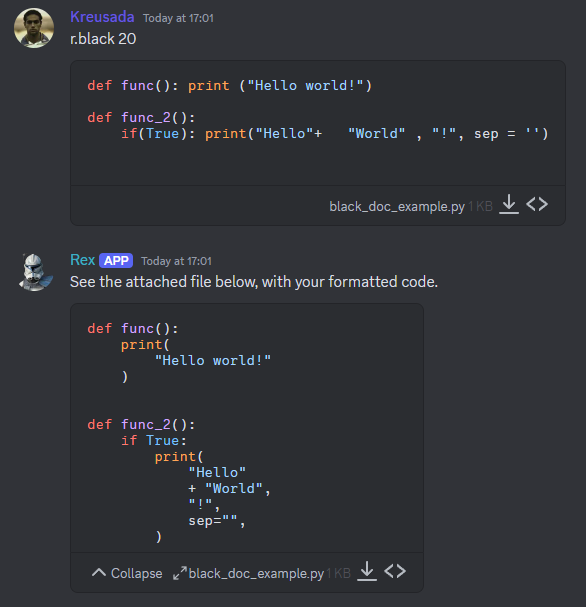 Kreusada Today at 17:01
r.black 20
def func(): print ("Hello world!")
def func_2():
    if(True): print("Hello"+   "World" , "!", sep = '')
black_doc_example.py 1 KB
Rex APP Today at 17:01
See the attached file below, with your formatted code.
def func():
    print(
        "Hello world!"
    )
def func_2():
    if True:
        print(
            "Hello"
            + "World",
            "!",
            sep="",
        )
Collapse black_doc_example.py 1 KB